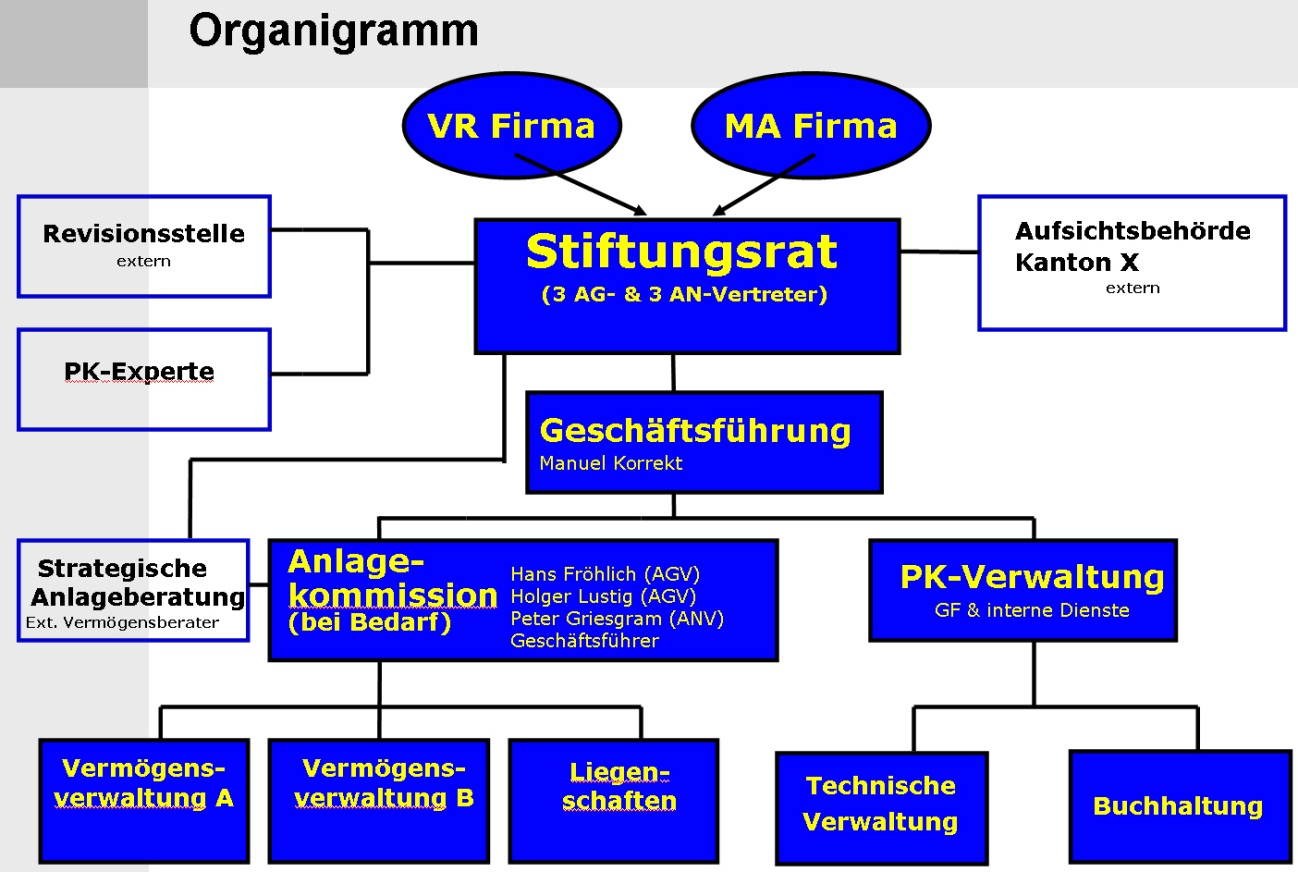 Organigramm
VR Firma
MA Firma
Revisionsstelle
extern
Stiftungsrat
(3 AG- & 3 AN-Vertreter)
Aufsichtsbehörde
Kanton X
extern
PK-Experte
Geschäftsführung
Manuel Korrekt
Strategische
Anlageberatung
Ext. Vermögensberater
Anlage-
kommission
(bei Bedarf)
Hans Fröhlich (AGV)
Holger Lustig (AGV)
Peter Griesgram (ANV)
Geschäftsführer
PK-Verwaltung
GF & interne Dienste
Vermögens-
verwaltung A
Vermögens-
verwaltung B
Liegen-
schaften
Technische
Verwaltung
Buchhaltung